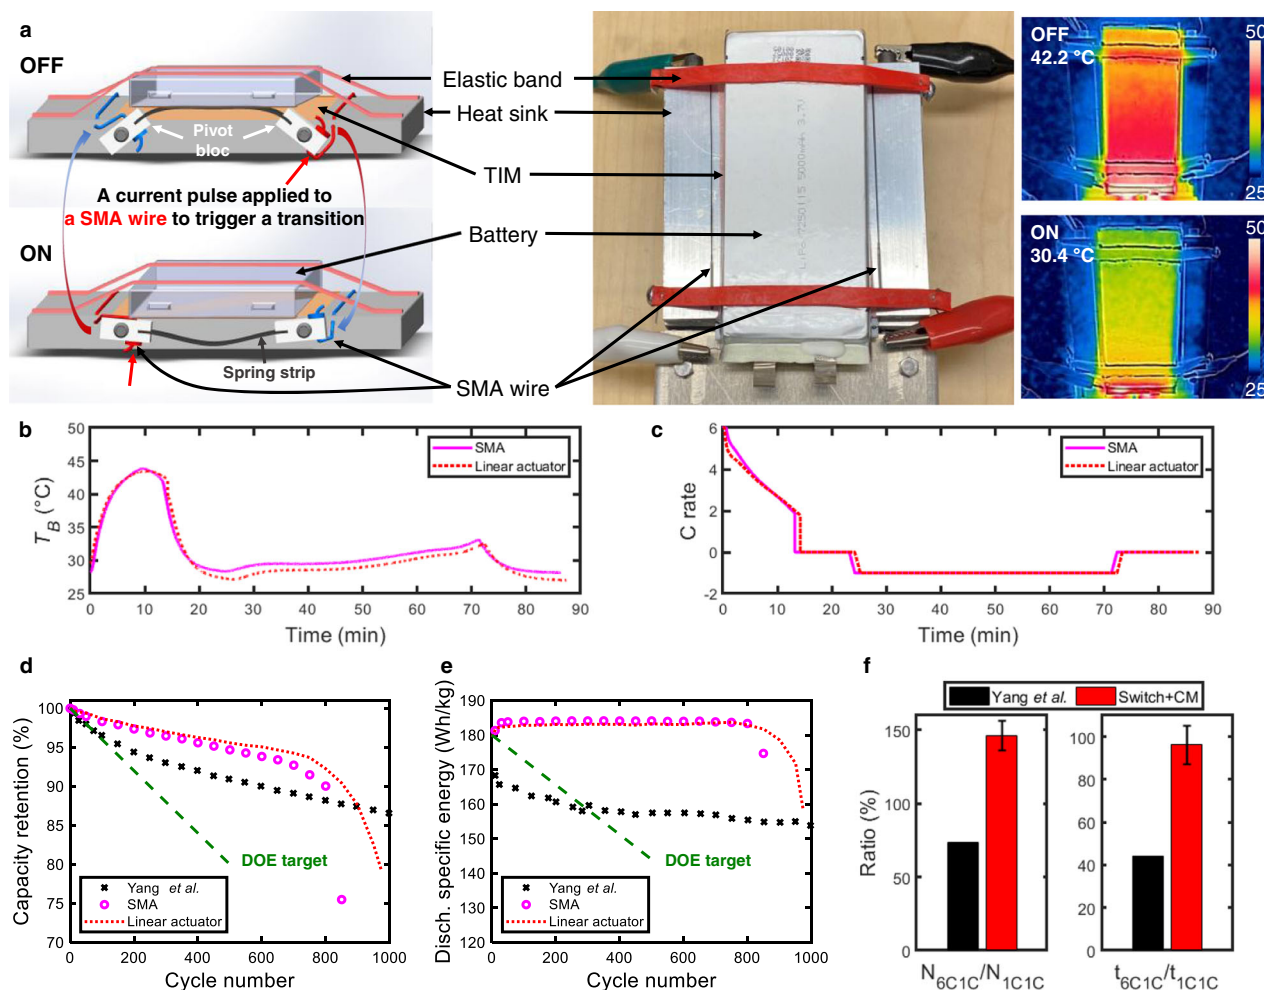 a
OFF
Pivot
bloc
A current pulse applied to
a SMA wire to trigger a transition
ON
Spring strip
Elastic band
Heat sink
TIM
Battery
SMA wire
LiPo 7250115 5000mAh 3.7V
OFF
42.2 °C
50
25
ON
30.4 °C
50
25
b
50
45
40
35
30
25
T_B (°C)
0 10 20 30 40 50 60 70 80 90
Time (min)
SMA
Linear actuator
c
6
4
2
0
-2
C rate
0 10 20 30 40 50 60 70 80 90
Time (min)
SMA
Linear actuator
d
100
95
90
85
80
75
70
Capacity retention (%)
0 200 400 600 800 1000
Cycle number
DOE target
Yang et al.
SMA
Linear actuator
e
190
180
170
160
150
140
130
120
Disch. specific energy (Wh/kg)
0 200 400 600 800 1000
Cycle number
DOE target
Yang et al.
SMA
Linear actuator
f
Yang et al.
Switch+CM
150
100
50
0
Ratio (%)
N6C1C/N1C1C
100
80
60
40
20
0
t6C1C/t1C1C